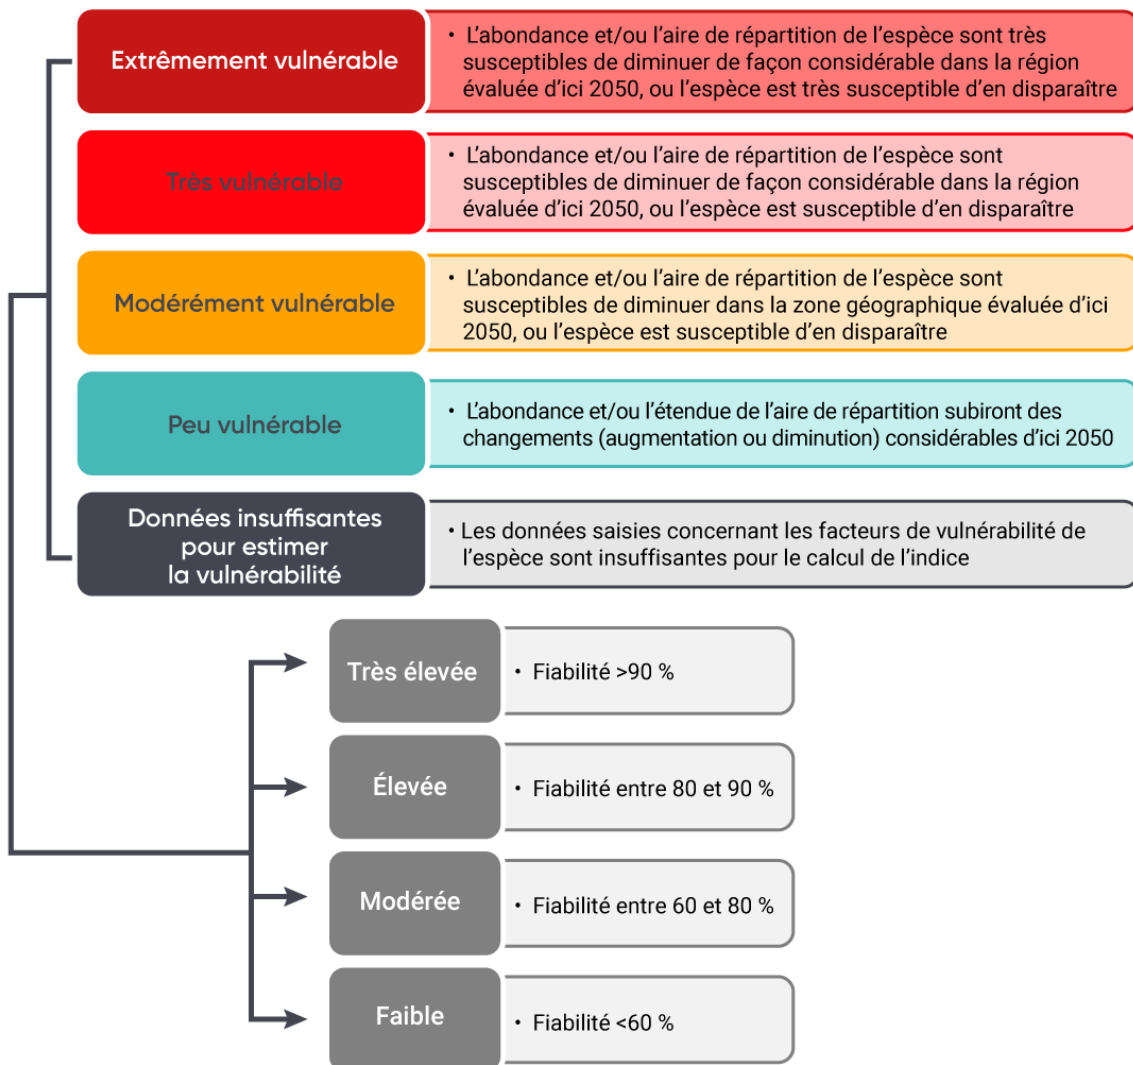 Extrêmement vulnérable
• L'abondance et/ou l'aire de répartition de l'espèce sont très
susceptibles de diminuer de façon considérable dans la région
évaluée d'ici 2050, ou l'espèce est très susceptible d'en disparaître
Très vulnérable
• L'abondance et/ou l'aire de répartition de l'espèce sont
susceptibles de diminuer de façon considérable dans la région
évaluée d'ici 2050, ou l'espèce est susceptible d'en disparaître
Modérément vulnérable
• L'abondance et/ou l'aire de répartition de l'espèce sont
susceptibles de diminuer dans la zone géographique évaluée d'ici
2050, ou l'espèce est susceptible d'en disparaître
Peu vulnérable
• L'abondance et/ou l'étendue de l'aire de répartition subiront des
changements (augmentation ou diminution) considérables d'ici 2050
Données insuffisantes
pour estimer
la vulnérabilité
• Les données saisies concernant les facteurs de vulnérabilité de
l'espèce sont insuffisantes pour le calcul de l'indice
Très élevée
• Fiabilité >90 %
Élevée
• Fiabilité entre 80 et 90 %
Modérée
• Fiabilité entre 60 et 80 %
Faible
• Fiabilité <60 %